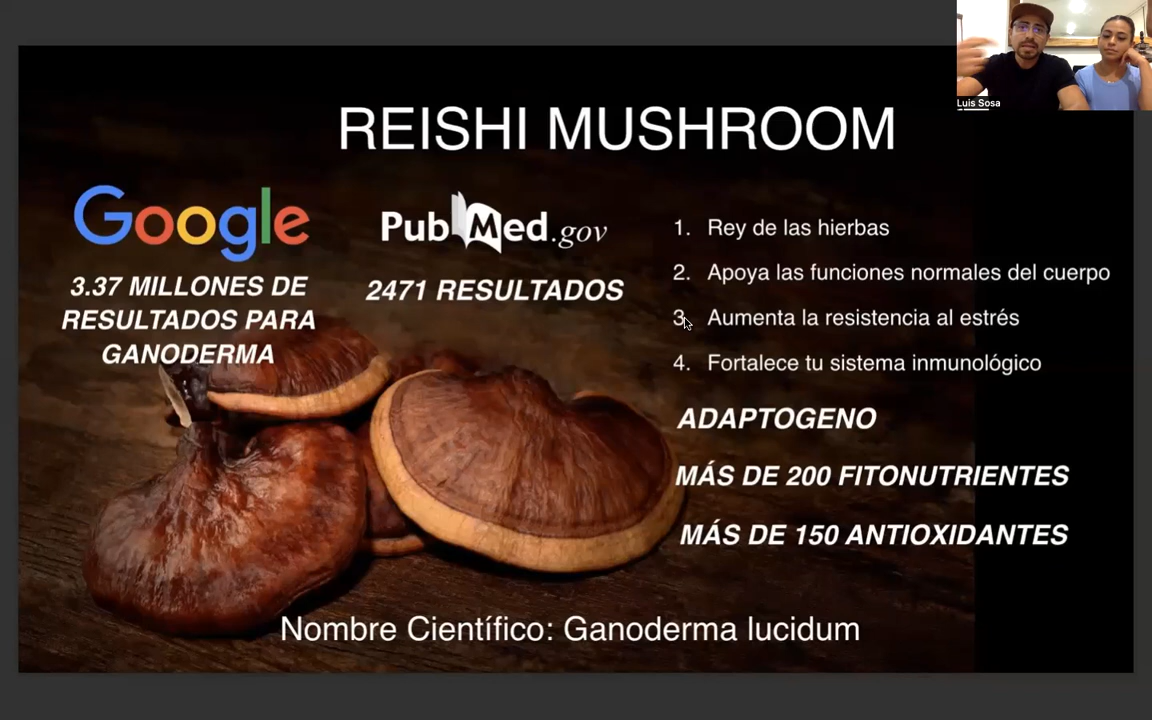 Luis Sosa
REISHI MUSHROOM
Google
3.37 MILLONES DE
RESULTADOS PARA
GANODERMA
PubMed.gov
2471 RESULTADOS
1. Rey de las hierbas
2. Apoya las funciones normales del cuerpo
3. Aumenta la resistencia al estrés
4. Fortalece tu sistema inmunológico
ADAPTOGENO
MÁS DE 200 FITONUTRIENTES
MÁS DE 150 ANTIOXIDANTES
Nombre Científico: Ganoderma lucidum